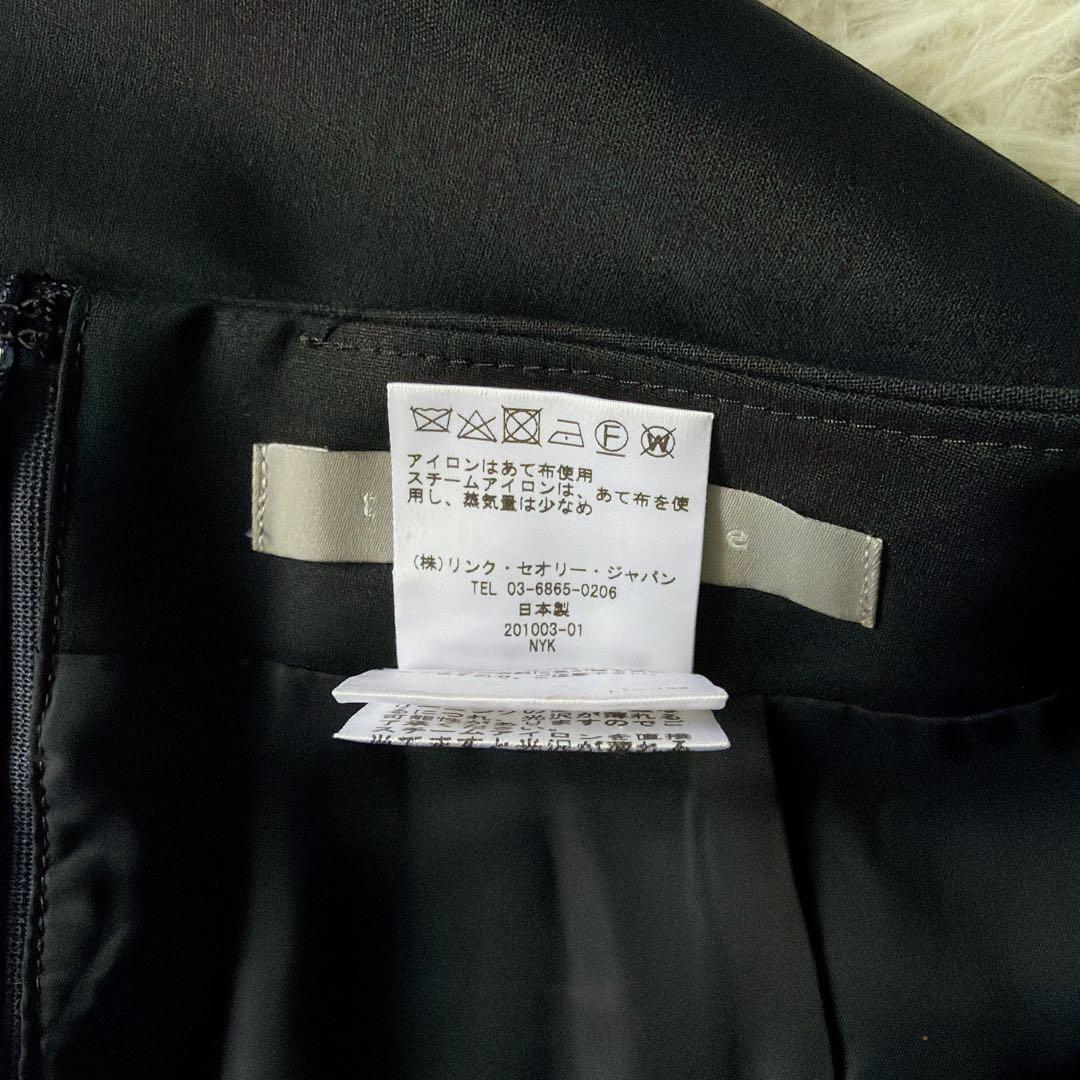 F W
アイロンはあて布使用
スチームアイロンは、あて布を使
用し、蒸気量は少なめ
t e
(株)リンク・セオリー・ジャパン
TEL 03-6865-0206
日本製
201003-01
NYK